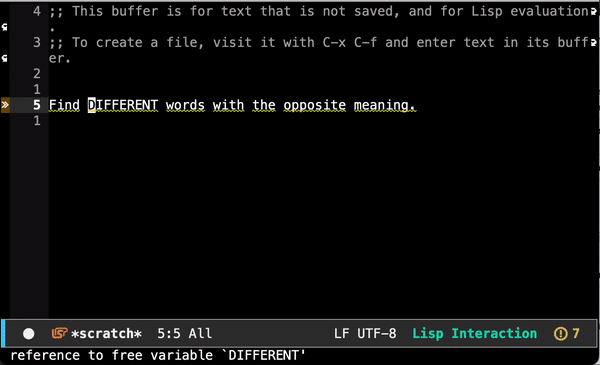 4 ;; This buffer is for text that is not saved, and for Lisp evaluation
.
3 ;; To create a file, visit it with C-x C-f and enter text in its buff
er.
2
1
5 Find DIFFERENT words with the opposite meaning.
1
*scratch* 5:5 All LF UTF-8 Lisp Interaction 7
reference to free variable `DIFFERENT'